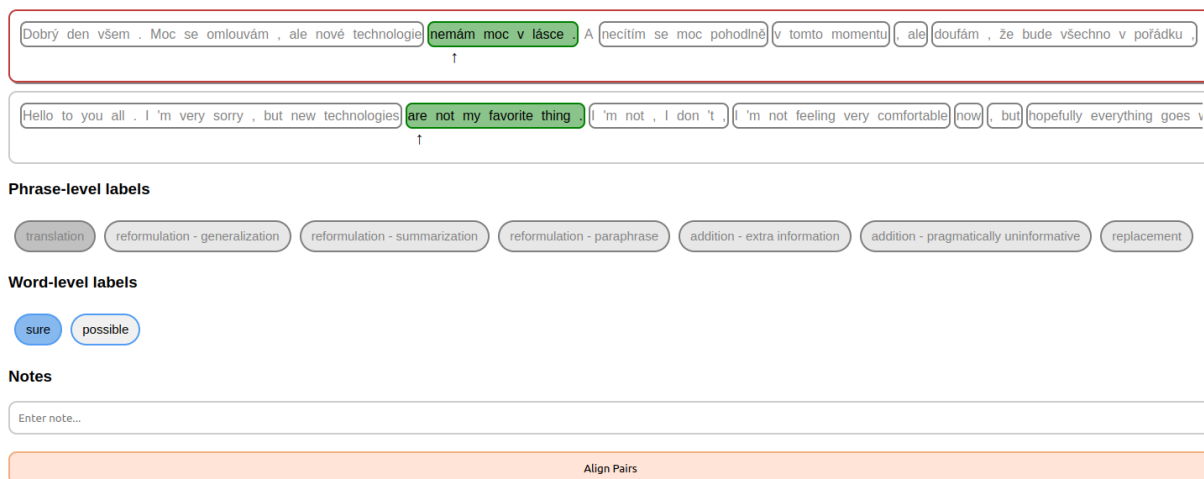 Dobrý den všem . Moc se omlouvám , ale nové technologie nemám moc v lásce . A necítím se moc pohodlně v tomto momentu , ale doufám , že bude všechno v pořádku ,
↑
Hello to you all . I 'm very sorry , but new technologies are not my favorite thing . I 'm not , I don 't , I 'm not feeling very comfortable now , but hopefully everything goes
↑
Phrase-level labels
translation reformulation - generalization reformulation - summarization reformulation - paraphrase addition - extra information addition - pragmatically uninformative replacement
Word-level labels
sure possible
Notes
Enter note...
Align Pairs